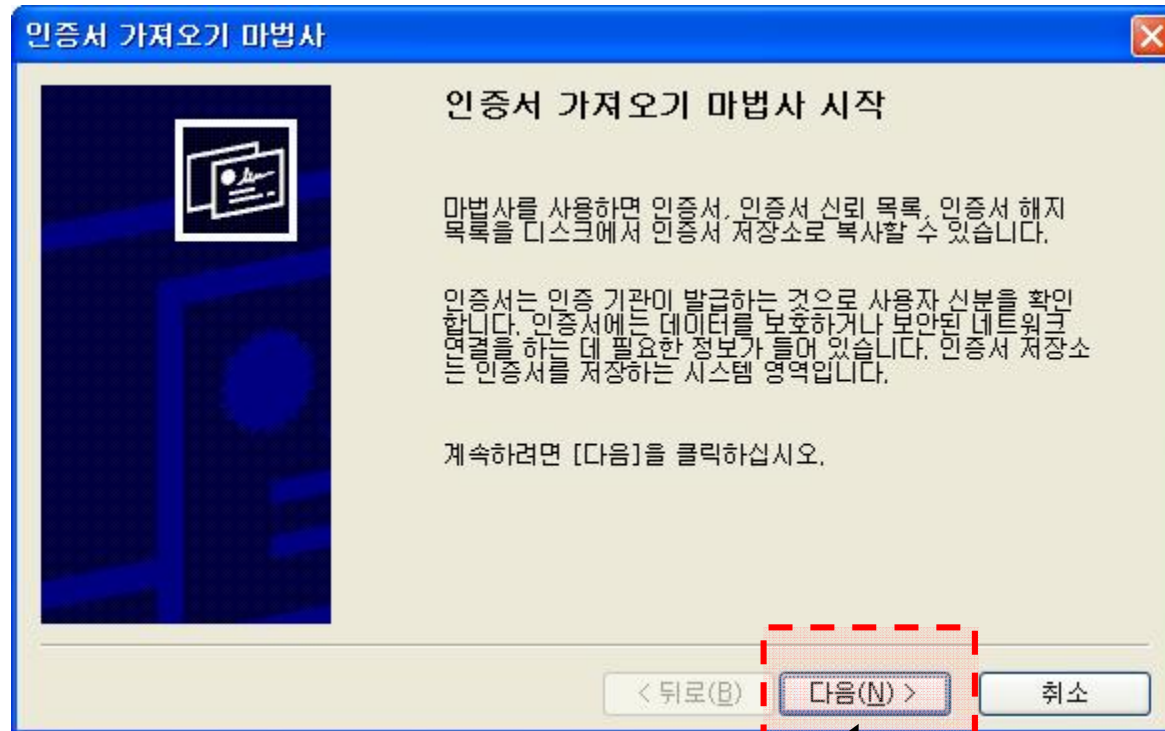 인증서 가져오기 마법사
인증서 가져오기 마법사 시작
마법사를 사용하면 인증서, 인증서 신뢰 목록, 인증서 해지
목록을 디스크에서 인증서 저장소로 복사할 수 있습니다.
인증서는 인증 기관이 발급하는 것으로 사용자 신분을 확인
합니다. 인증서에는 데이터를 보호하거나 보안된 네트워크
연결을 하는 데 필요한 정보가 들어 있습니다. 인증서 저장소
는 인증서를 저장하는 시스템 영역입니다.
계속하려면 [다음]을 클릭하십시오.
< 뒤로(B) 다음(N) > 취소